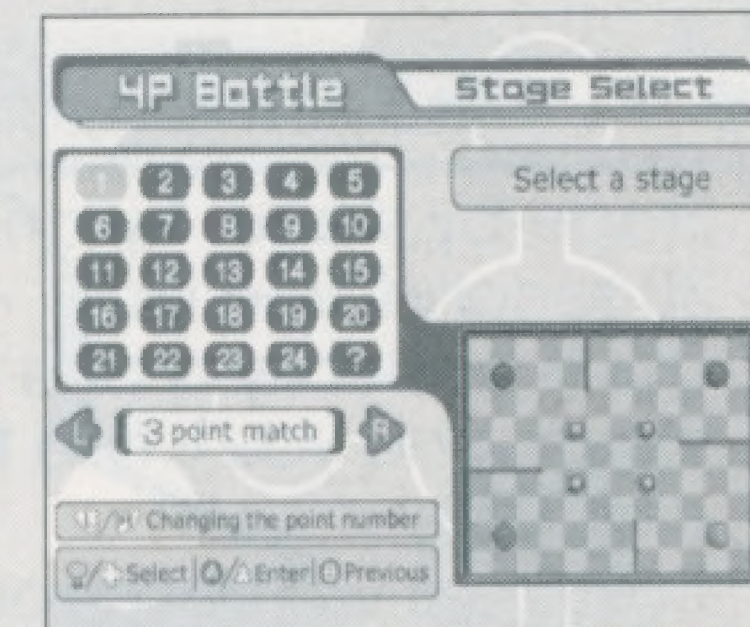 4P Battle
Stage Select
Select a stage
1 2 3 4 5
6 7 8 9 10
11 12 13 14 15
16 17 18 19 20
21 22 23 24 ?
L 3 point match R
Changing the point number
Select Enter Previous